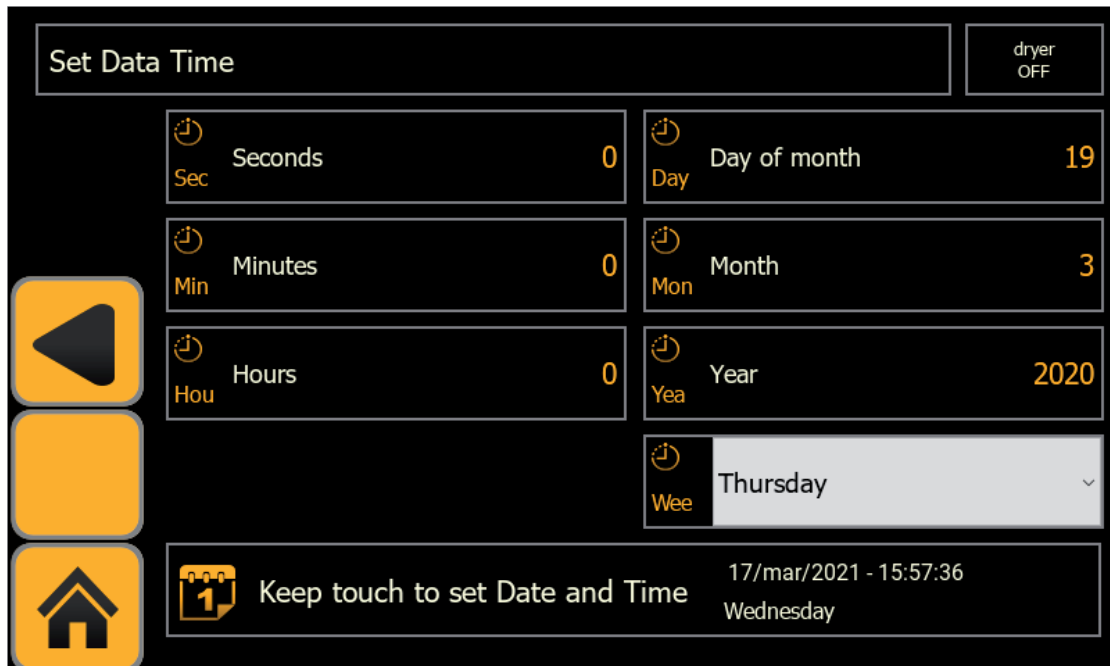 Set Data Time
dryer
OFF
Sec
Seconds
0
Day
Day of month
19
Min
Minutes
0
Mon
Month
3
Hou
Hours
0
Yea
Year
2020
Wee
Thursday
1
Keep touch to set Date and Time
17/mar/2021 - 15:57:36
Wednesday